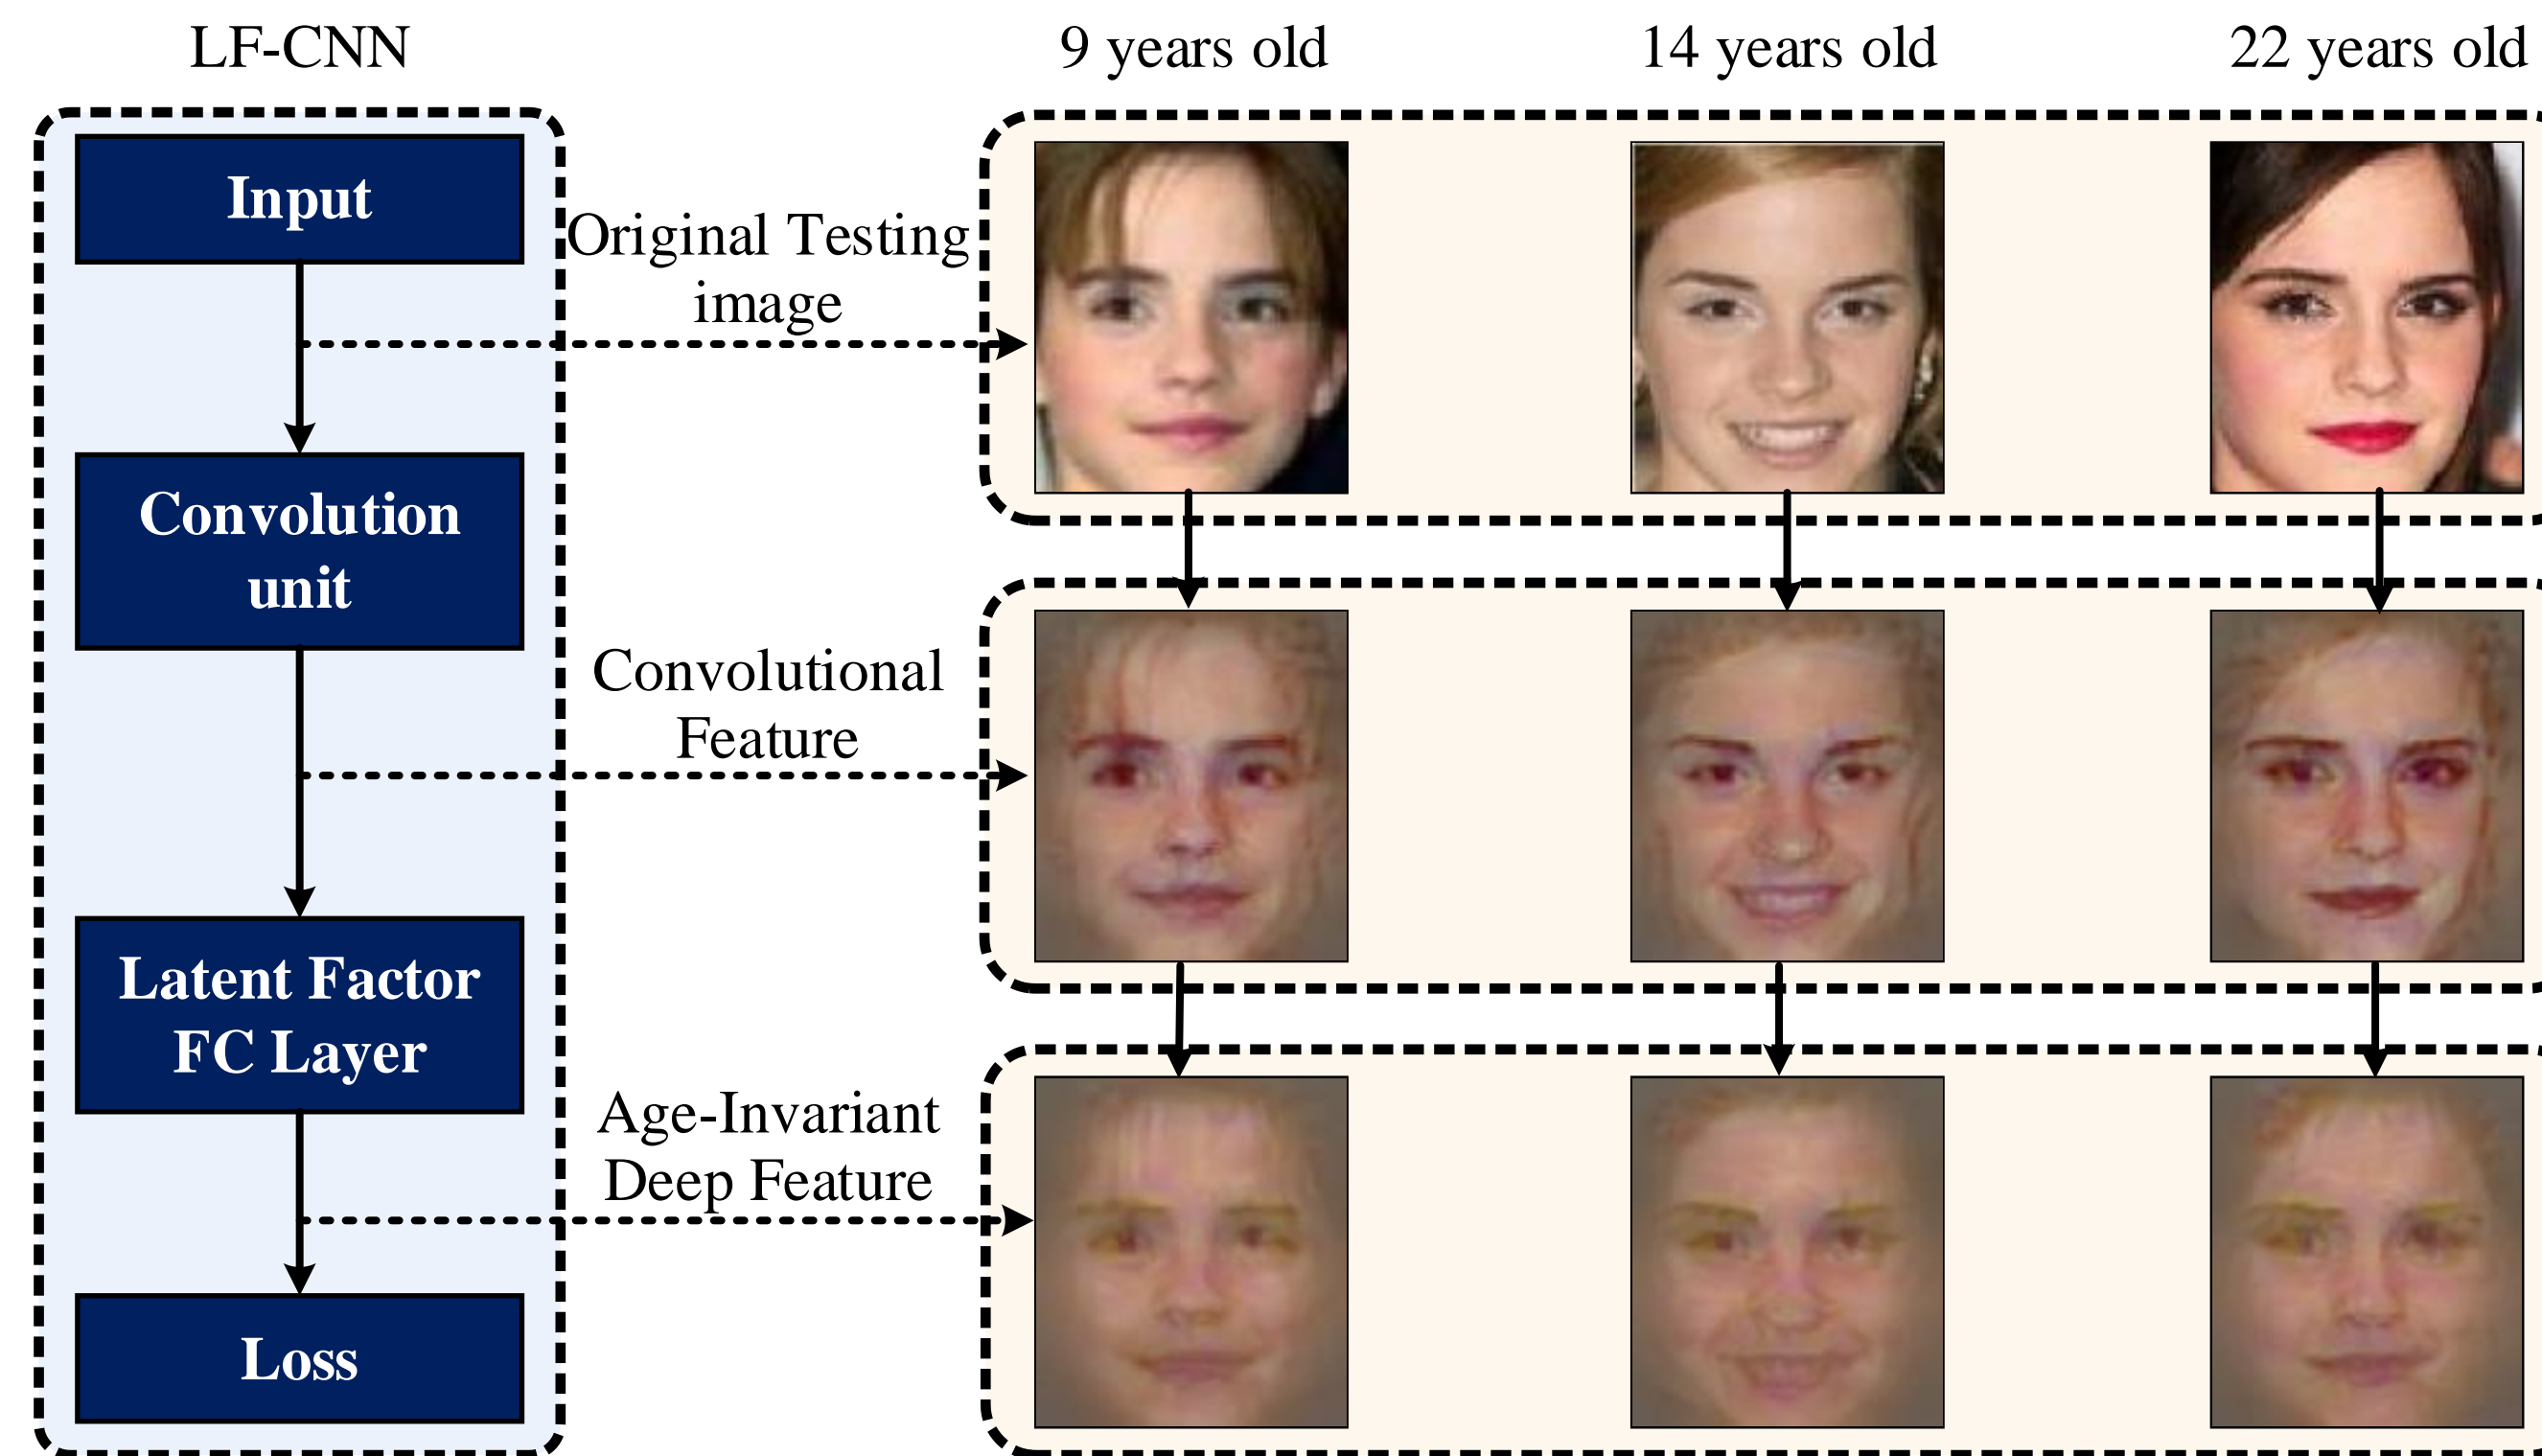 LF-CNN
9 years old
14 years old
22 years old
Input
Original Testing
image
Convolution
unit
Convolutional
Feature
Latent Factor
FC Layer
Age-Invariant
Deep Feature
Loss